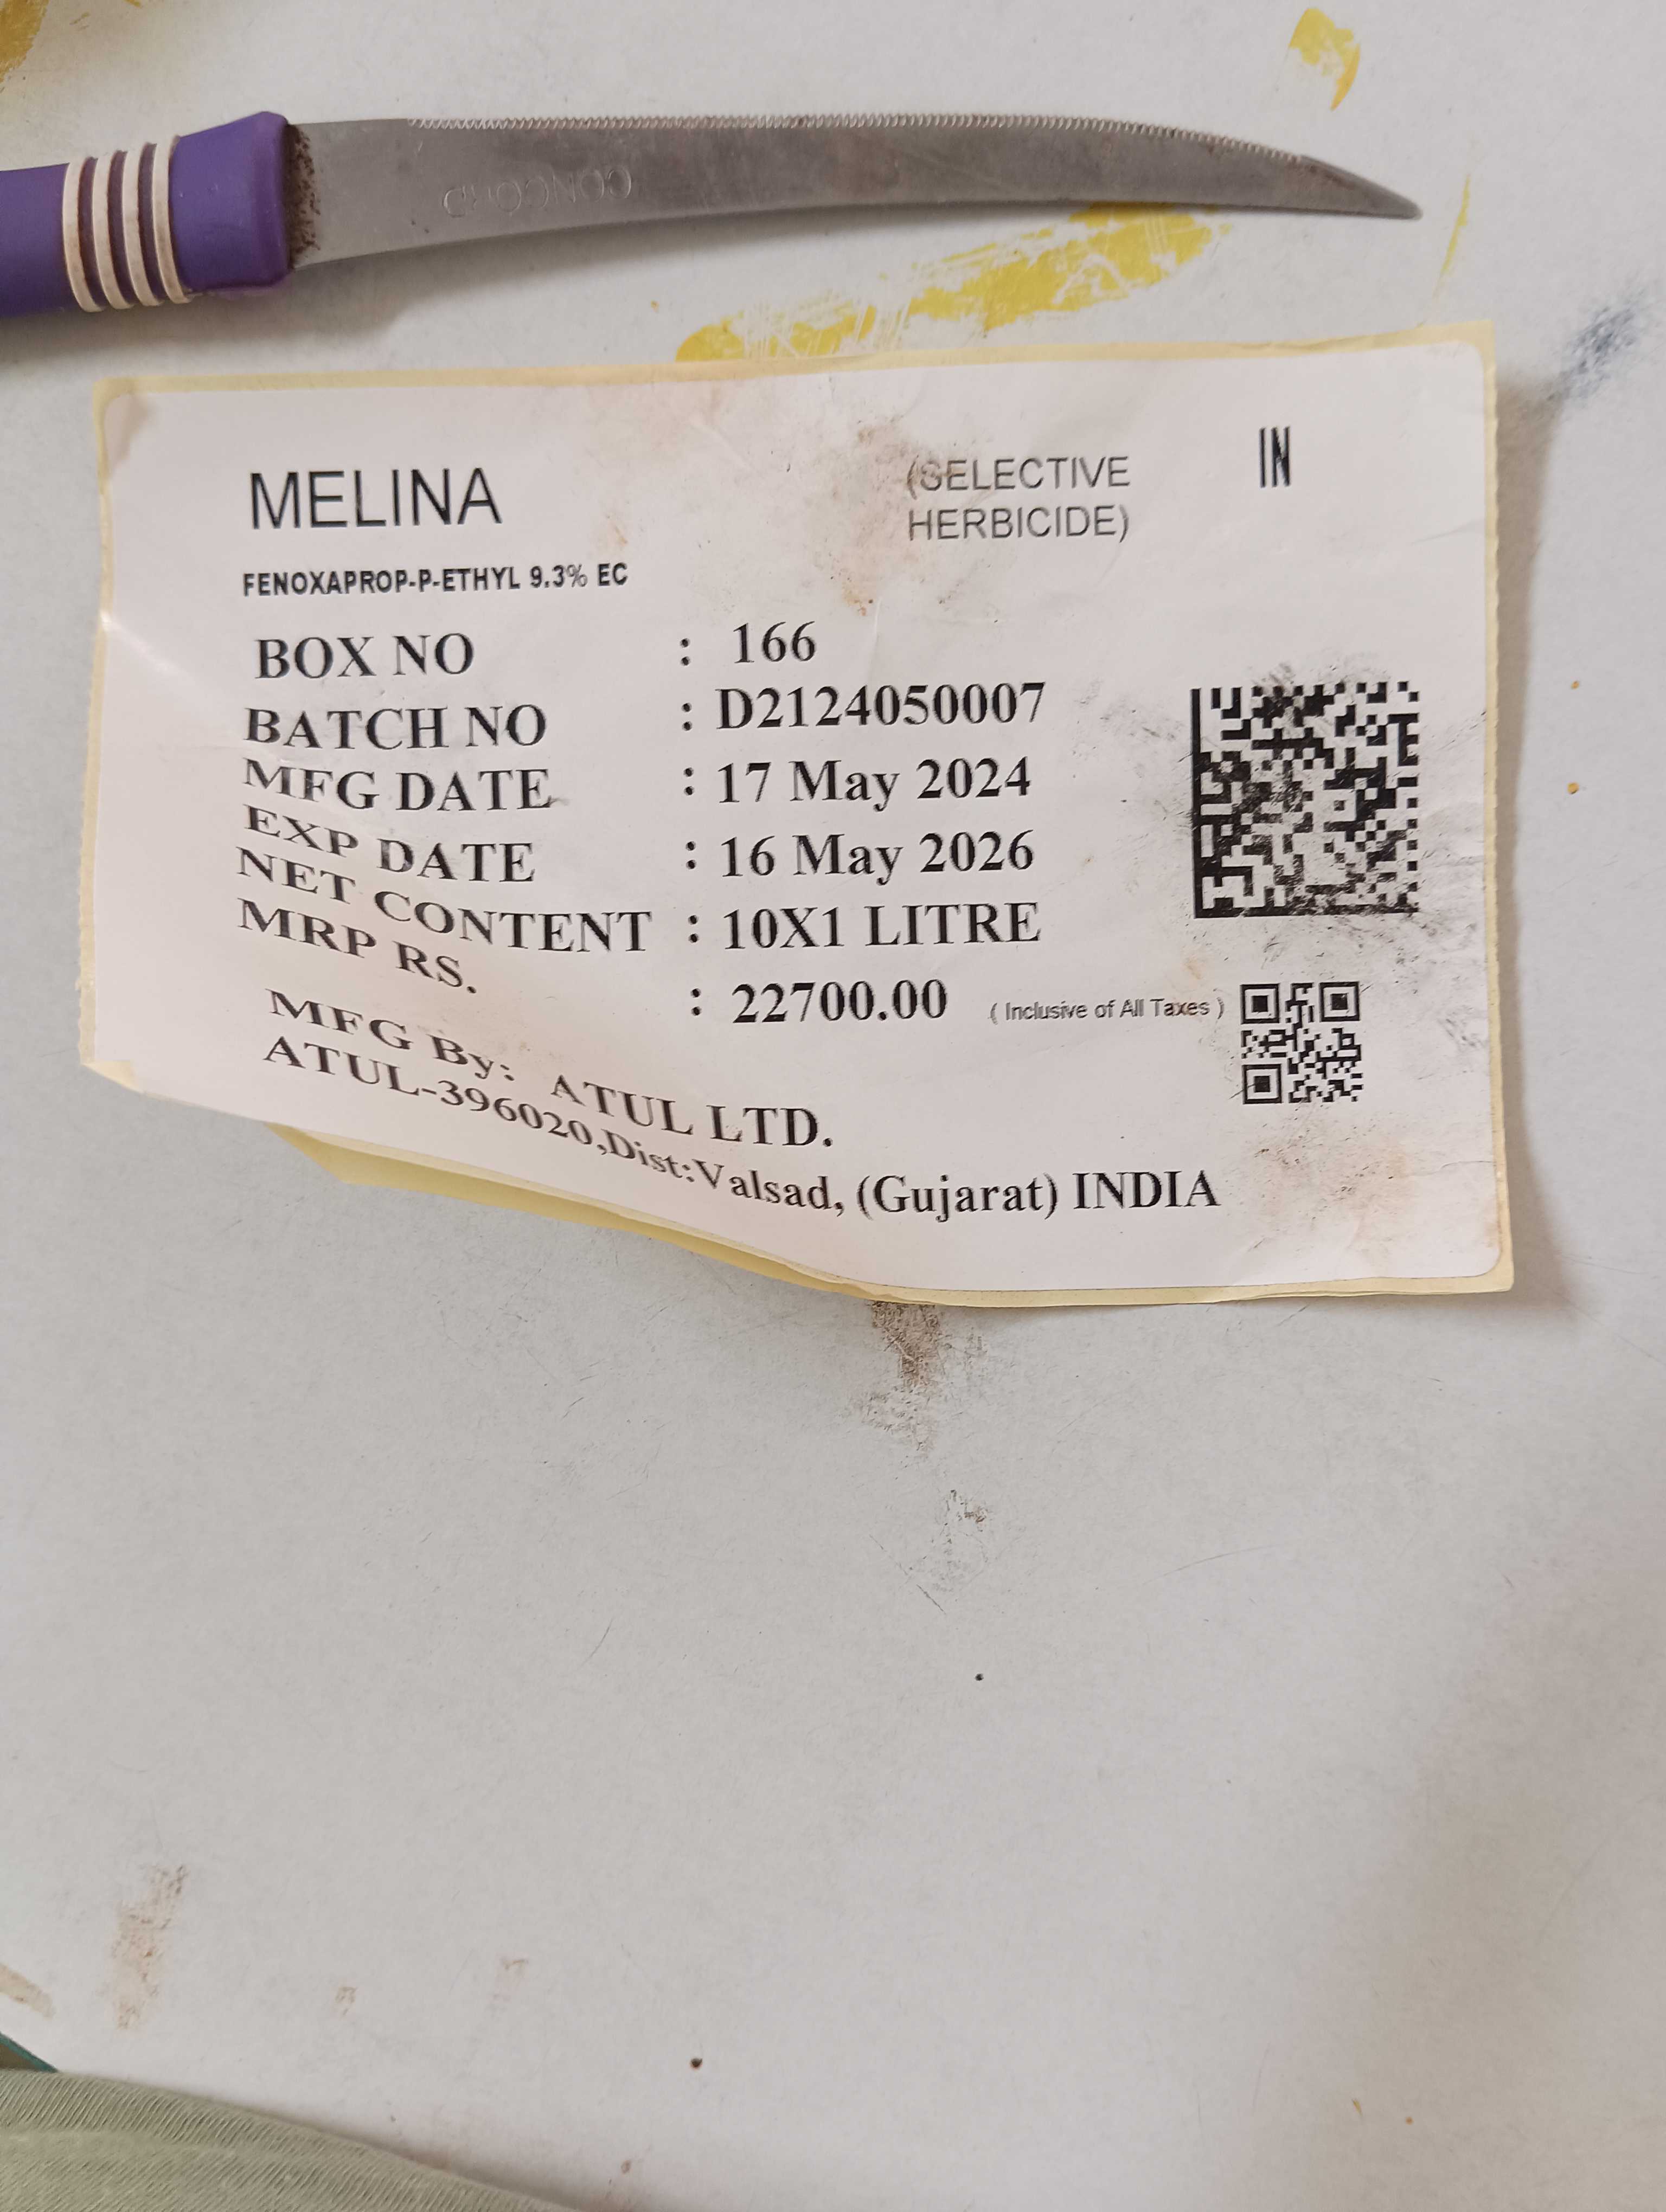 CONCORD
MELINA
(SELECTIVE
HERBICIDE)
IN
FENOXAPROP-P-ETHYL 9.3% EC
BOX NO : 166
BATCH NO : D2124050007
MFG DATE : 17 May 2024
EXP DATE : 16 May 2026
NET CONTENT : 10X1 LITRE
MRP RS. : 22700.00 ( Inclusive of All Taxes )
MFG By: ATUL LTD.
ATUL-396020,Dist:Valsad, (Gujarat) INDIA